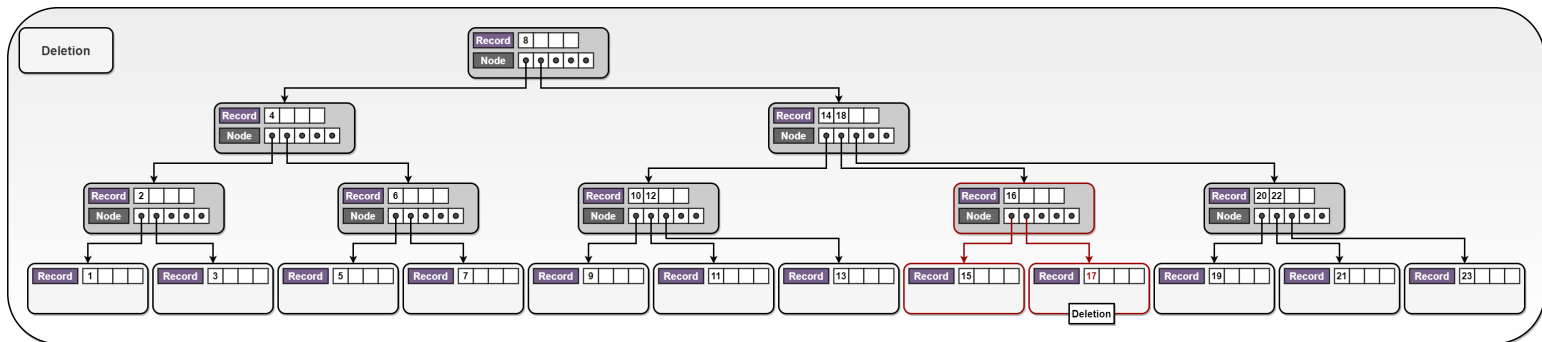 Deletion
Record 8
Node
Record 4
Node
Record 14 18
Node
Record 2
Node
Record 6
Node
Record 10 12
Node
Record 16
Node
Record 20 22
Node
Record 1
Record 3
Record 5
Record 7
Record 9
Record 11
Record 13
Record 15
Record 17
Record 19
Record 21
Record 23
Deletion